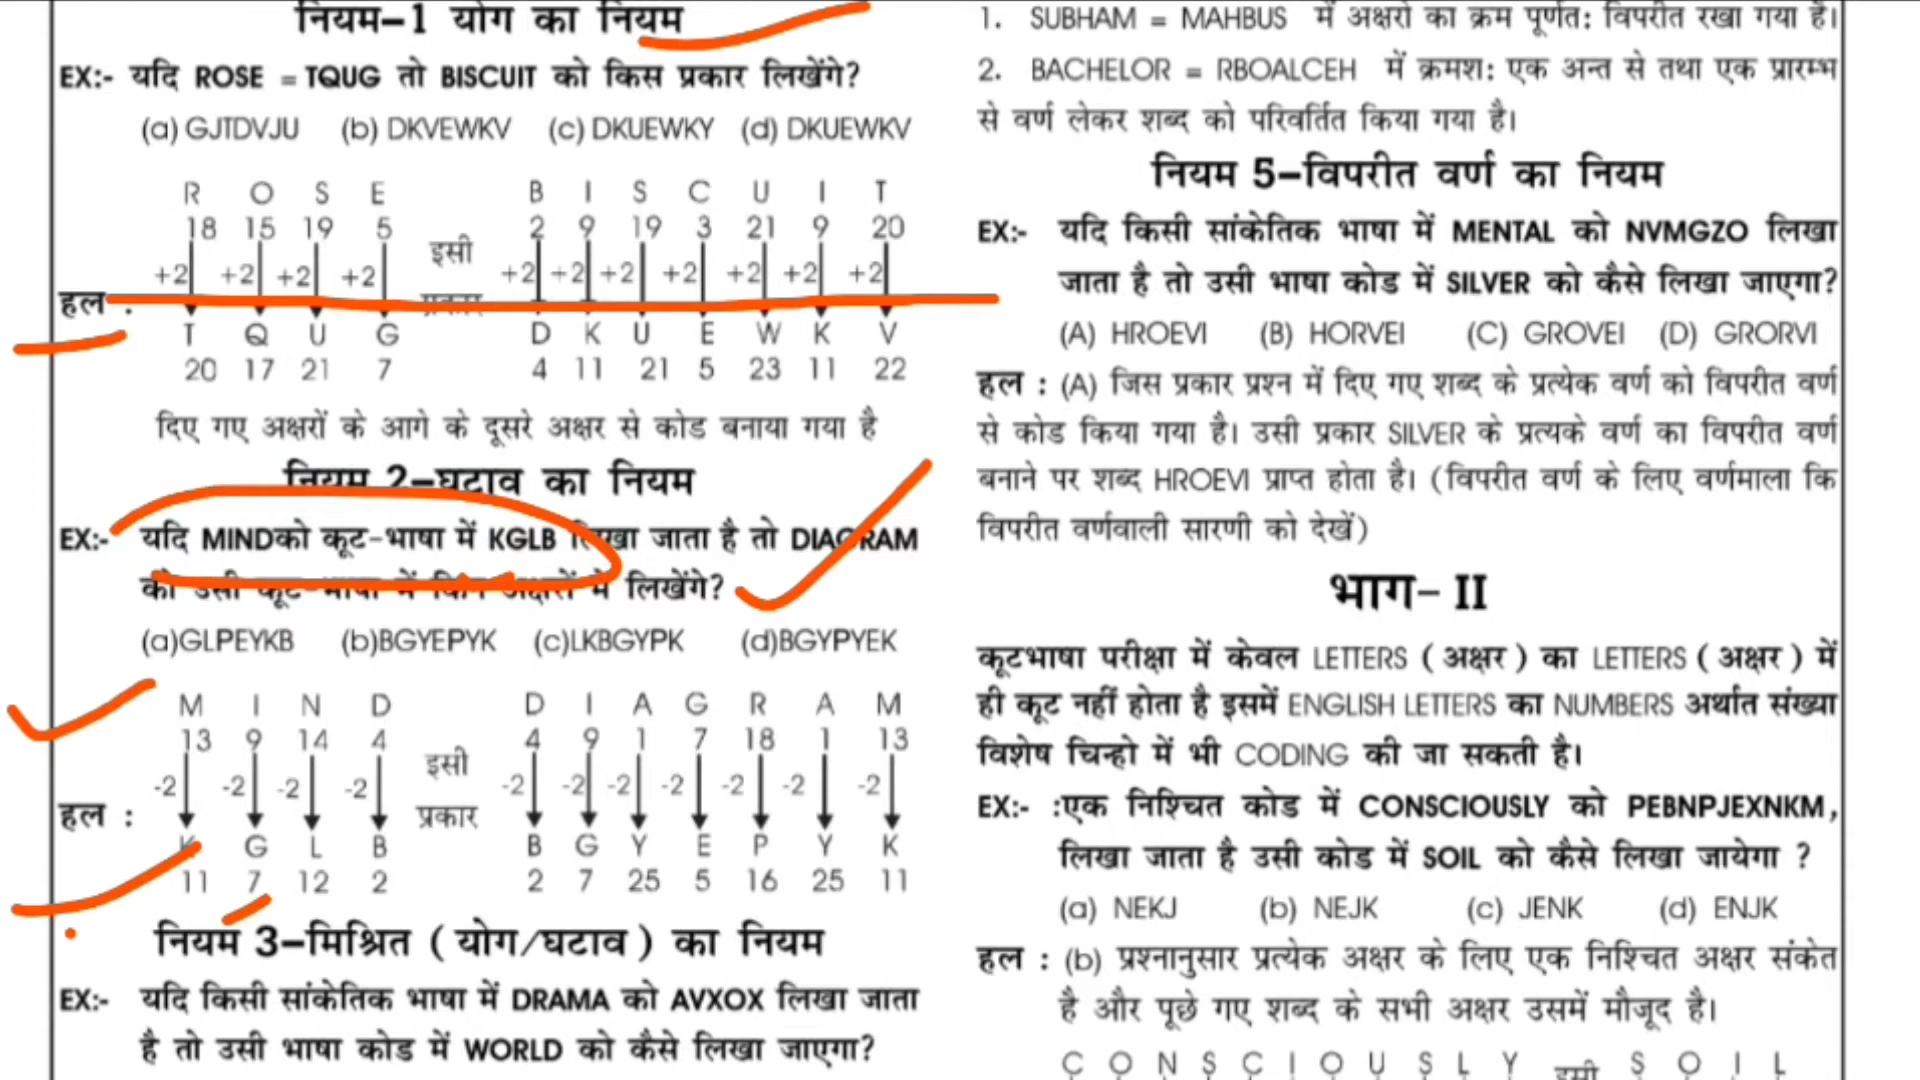 नियम–1 योग का नियम
EX:- यदि ROSE = TQUG तो BISCUIT को किस प्रकार लिखेंगे?
(a) GJTDVJU (b) DKVEWKV (c) DKUEWKY (d) DKUEWKV
R O S E B I S C U I T
18 15 19 5 इसी 2 9 19 3 21 9 20
+2 +2 +2 +2 +2 +2 +2 +2 +2 +2 +2
हल :
T Q U G D K U E W K V
20 17 21 7 4 11 21 5 23 11 22
दिए गए अक्षरों के आगे के दूसरे अक्षर से कोड बनाया गया है
नियम 2–घटाव का नियम
EX:- यदि MINDको कूट-भाषा में KGLB लिखा जाता है तो DIAGRAM
को उसी कूट-भाषा में किन अक्षरों में लिखेंगे?
(a)GLPEYKB (b)BGYEPYK (c)LKBGYPK (d)BGYPYEK
M I N D D I A G R A M
13 9 14 4 इसी 4 9 1 7 18 1 13
-2 -2 -2 -2 -2 -2 -2 -2 -2 -2 -2
हल : प्रकार
K G L B B G Y E P Y K
11 7 12 2 2 7 25 5 16 25 11
नियम 3–मिश्रित (योग/घटाव) का नियम
EX:- यदि किसी सांकेतिक भाषा में DRAMA को AVXOX लिखा जाता
है तो उसी भाषा कोड में WORLD को कैसे लिखा जाएगा?
1. SUBHAM = MAHBUS में अक्षरों का क्रम पूर्णत: विपरीत रखा गया है।
2. BACHELOR = RBOALCEH में क्रमश: एक अन्त से तथा एक प्रारम्भ
से वर्ण लेकर शब्द को परिवर्तित किया गया है।
नियम 5–विपरीत वर्ण का नियम
EX:- यदि किसी सांकेतिक भाषा में MENTAL को NVMGZO लिखा
जाता है तो उसी भाषा कोड में SILVER को कैसे लिखा जाएगा?
(A) HROEVI (B) HORVEI (C) GROVEI (D) GRORVI
हल : (A) जिस प्रकार प्रश्न में दिए गए शब्द के प्रत्येक वर्ण को विपरीत वर्ण
से कोड किया गया है। उसी प्रकार SILVER के प्रत्यके वर्ण का विपरीत वर्ण
बनाने पर शब्द HROEVI प्राप्त होता है। (विपरीत वर्ण के लिए वर्णमाला कि
विपरीत वर्णवाली सारणी को देखें)
भाग– II
कूटभाषा परीक्षा में केवल LETTERS (अक्षर) का LETTERS (अक्षर) में
ही कूट नहीं होता है इसमें ENGLISH LETTERS का NUMBERS अर्थात संख्या
विशेष चिन्हो में भी CODING की जा सकती है।
EX:- :एक निश्चित कोड में CONSCIOUSLY को PEBNPJEXNKM,
लिखा जाता है उसी कोड में SOIL को कैसे लिखा जायेगा ?
(a) NEKJ (b) NEJK (c) JENK (d) ENJK
हल : (b) प्रश्नानुसार प्रत्येक अक्षर के लिए एक निश्चित अक्षर संकेत
है और पूछे गए शब्द के सभी अक्षर उसमें मौजूद है।
C O N S C I O U S L Y इसी S O I L